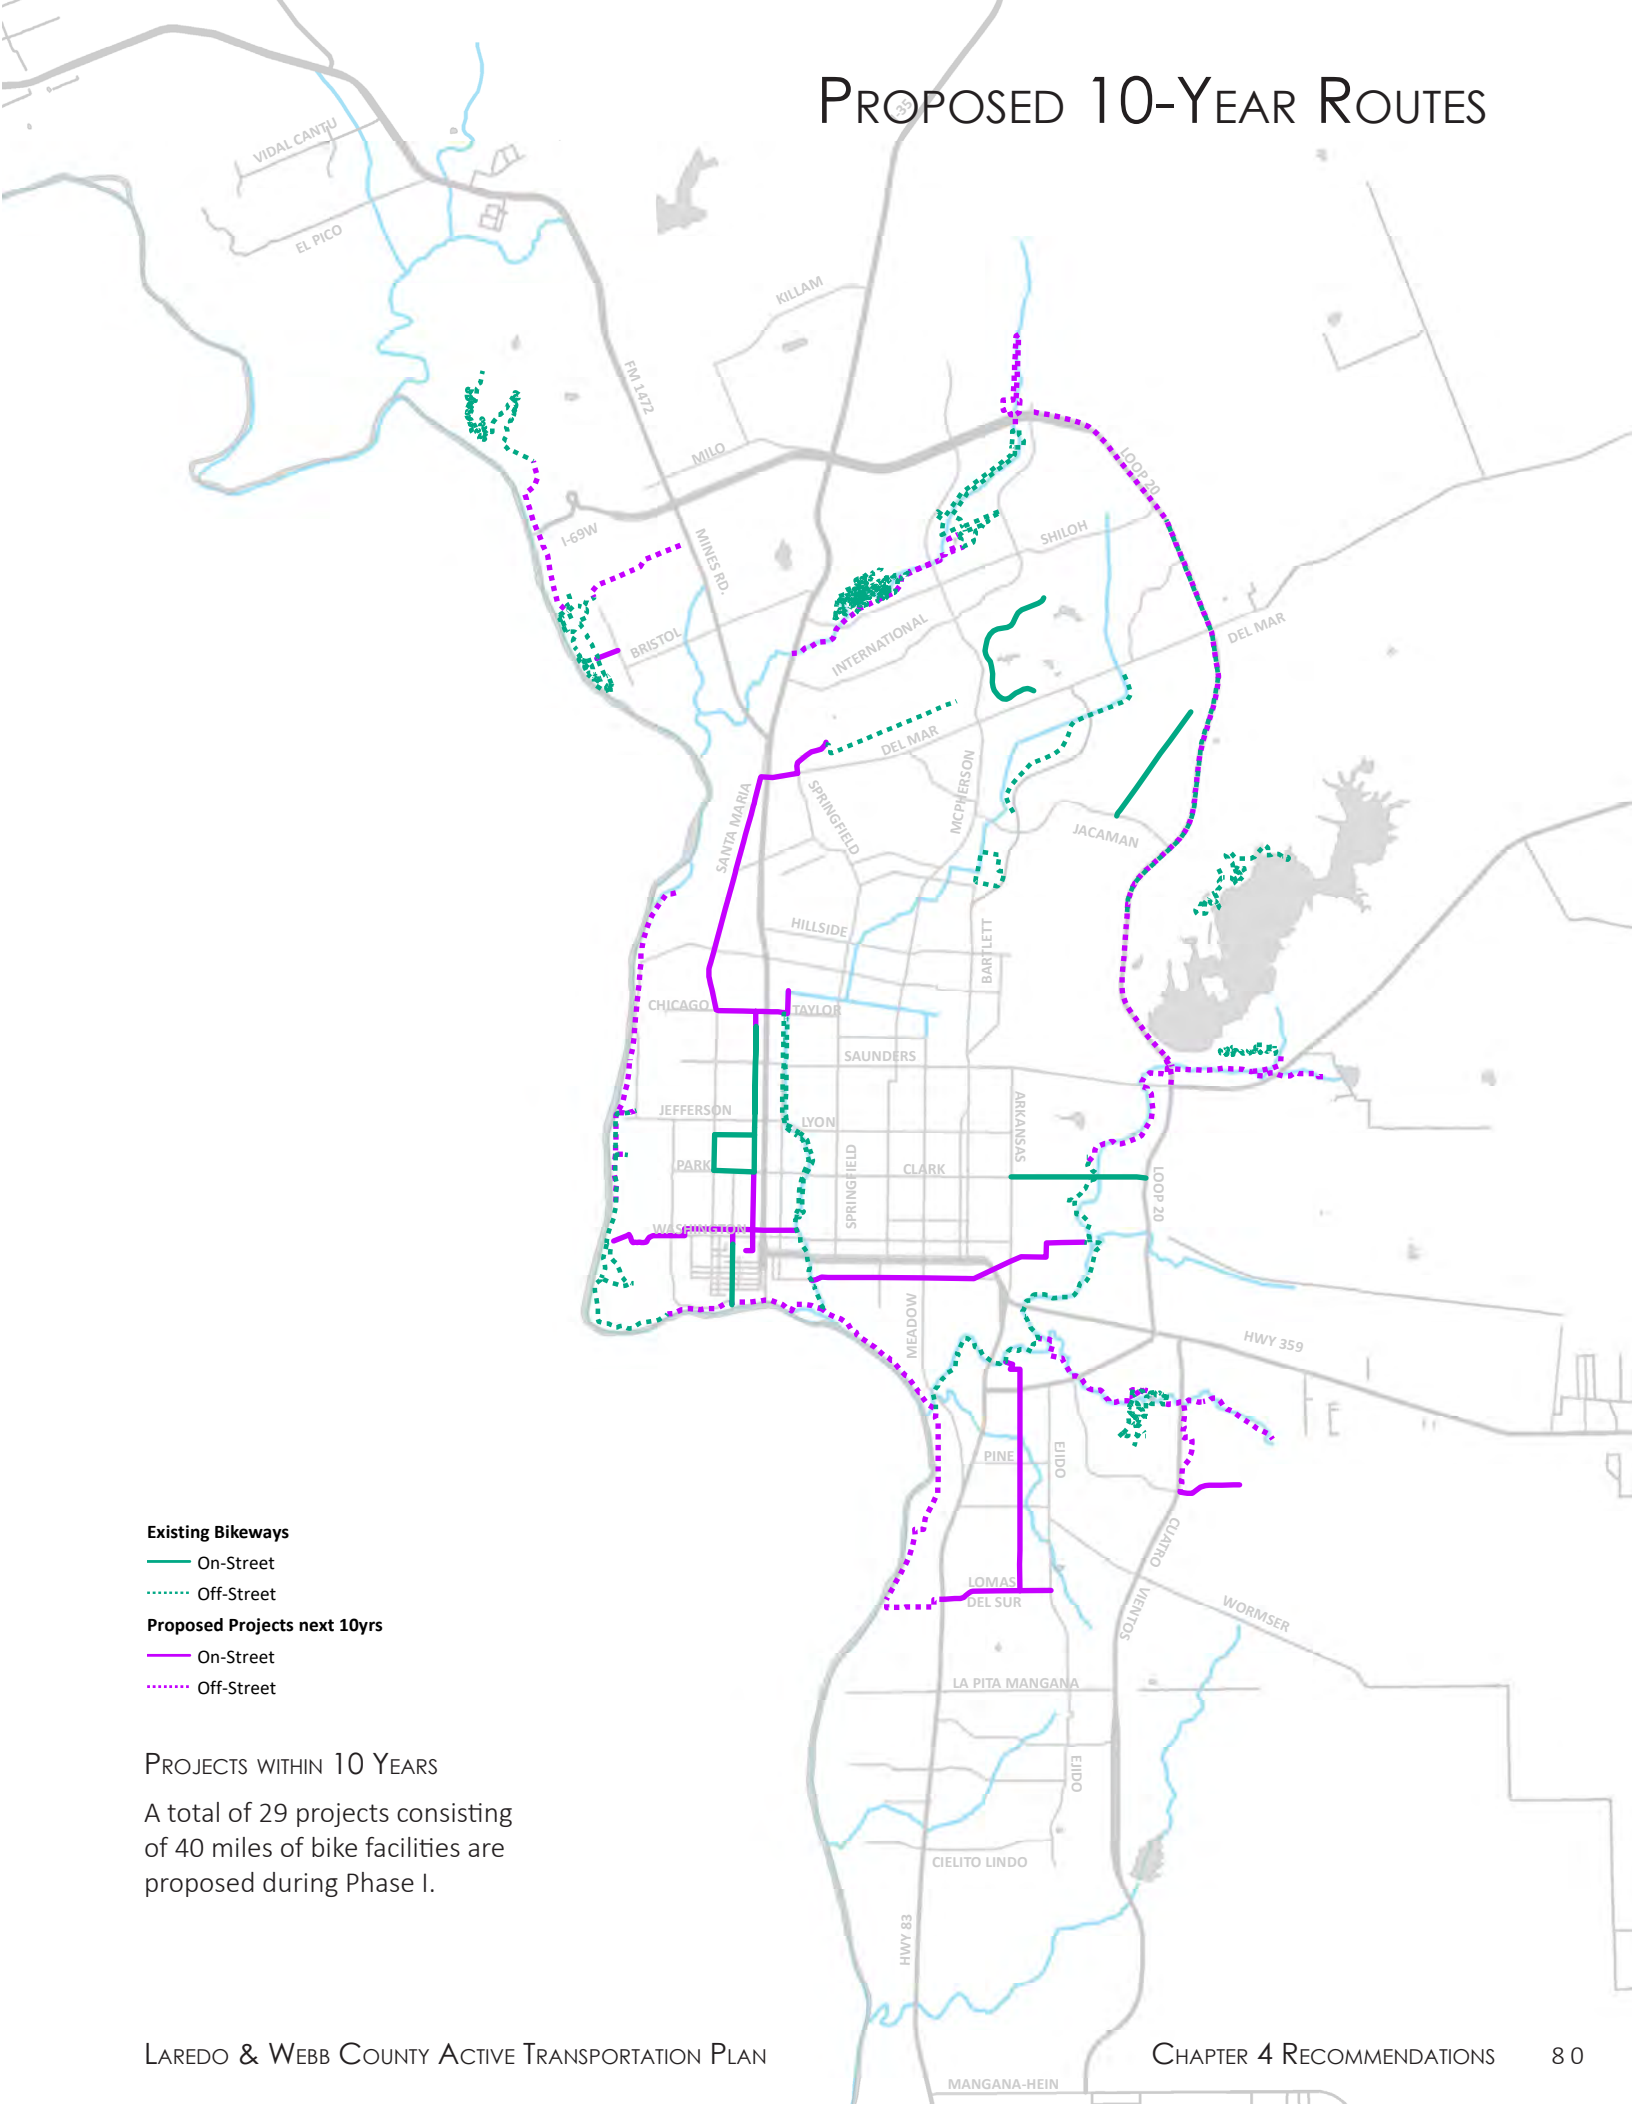 PROPOSED 10-YEAR ROUTES
-35
VIDAL CANTU
EL PICO
KILLAM
FM 1472
MILO
LOOP 20
I-69W
MINES RD.
SHILOH
BRISTOL
INTERNATIONAL
DEL MAR
DEL MAR
SANTA MARIA
SPRINGFIELD
MCPHERSON
JACAMAN
HILLSIDE
BARTLETT
CHICAGO
TAYLOR
SAUNDERS
JEFFERSON
LYON
ARKANSAS
PARK
SPRINGFIELD
CLARK
LOOP 20
WASHINGTON
MEADOW
HWY 359
PINE
EJIDO
CUATRO
VIENTOS
LOMAS
DEL SUR
WORMSER
LA PITA MANGANA
EJIDO
CIELITO LINDO
HWY 83
MANGANA-HEIN
Existing Bikeways
On-Street
Off-Street
Proposed Projects next 10yrs
On-Street
Off-Street
PROJECTS WITHIN 10 YEARS
A total of 29 projects consisting
of 40 miles of bike facilities are
proposed during Phase I.
LAREDO & WEBB COUNTY ACTIVE TRANSPORTATION PLAN
CHAPTER 4 RECOMMENDATIONS 80